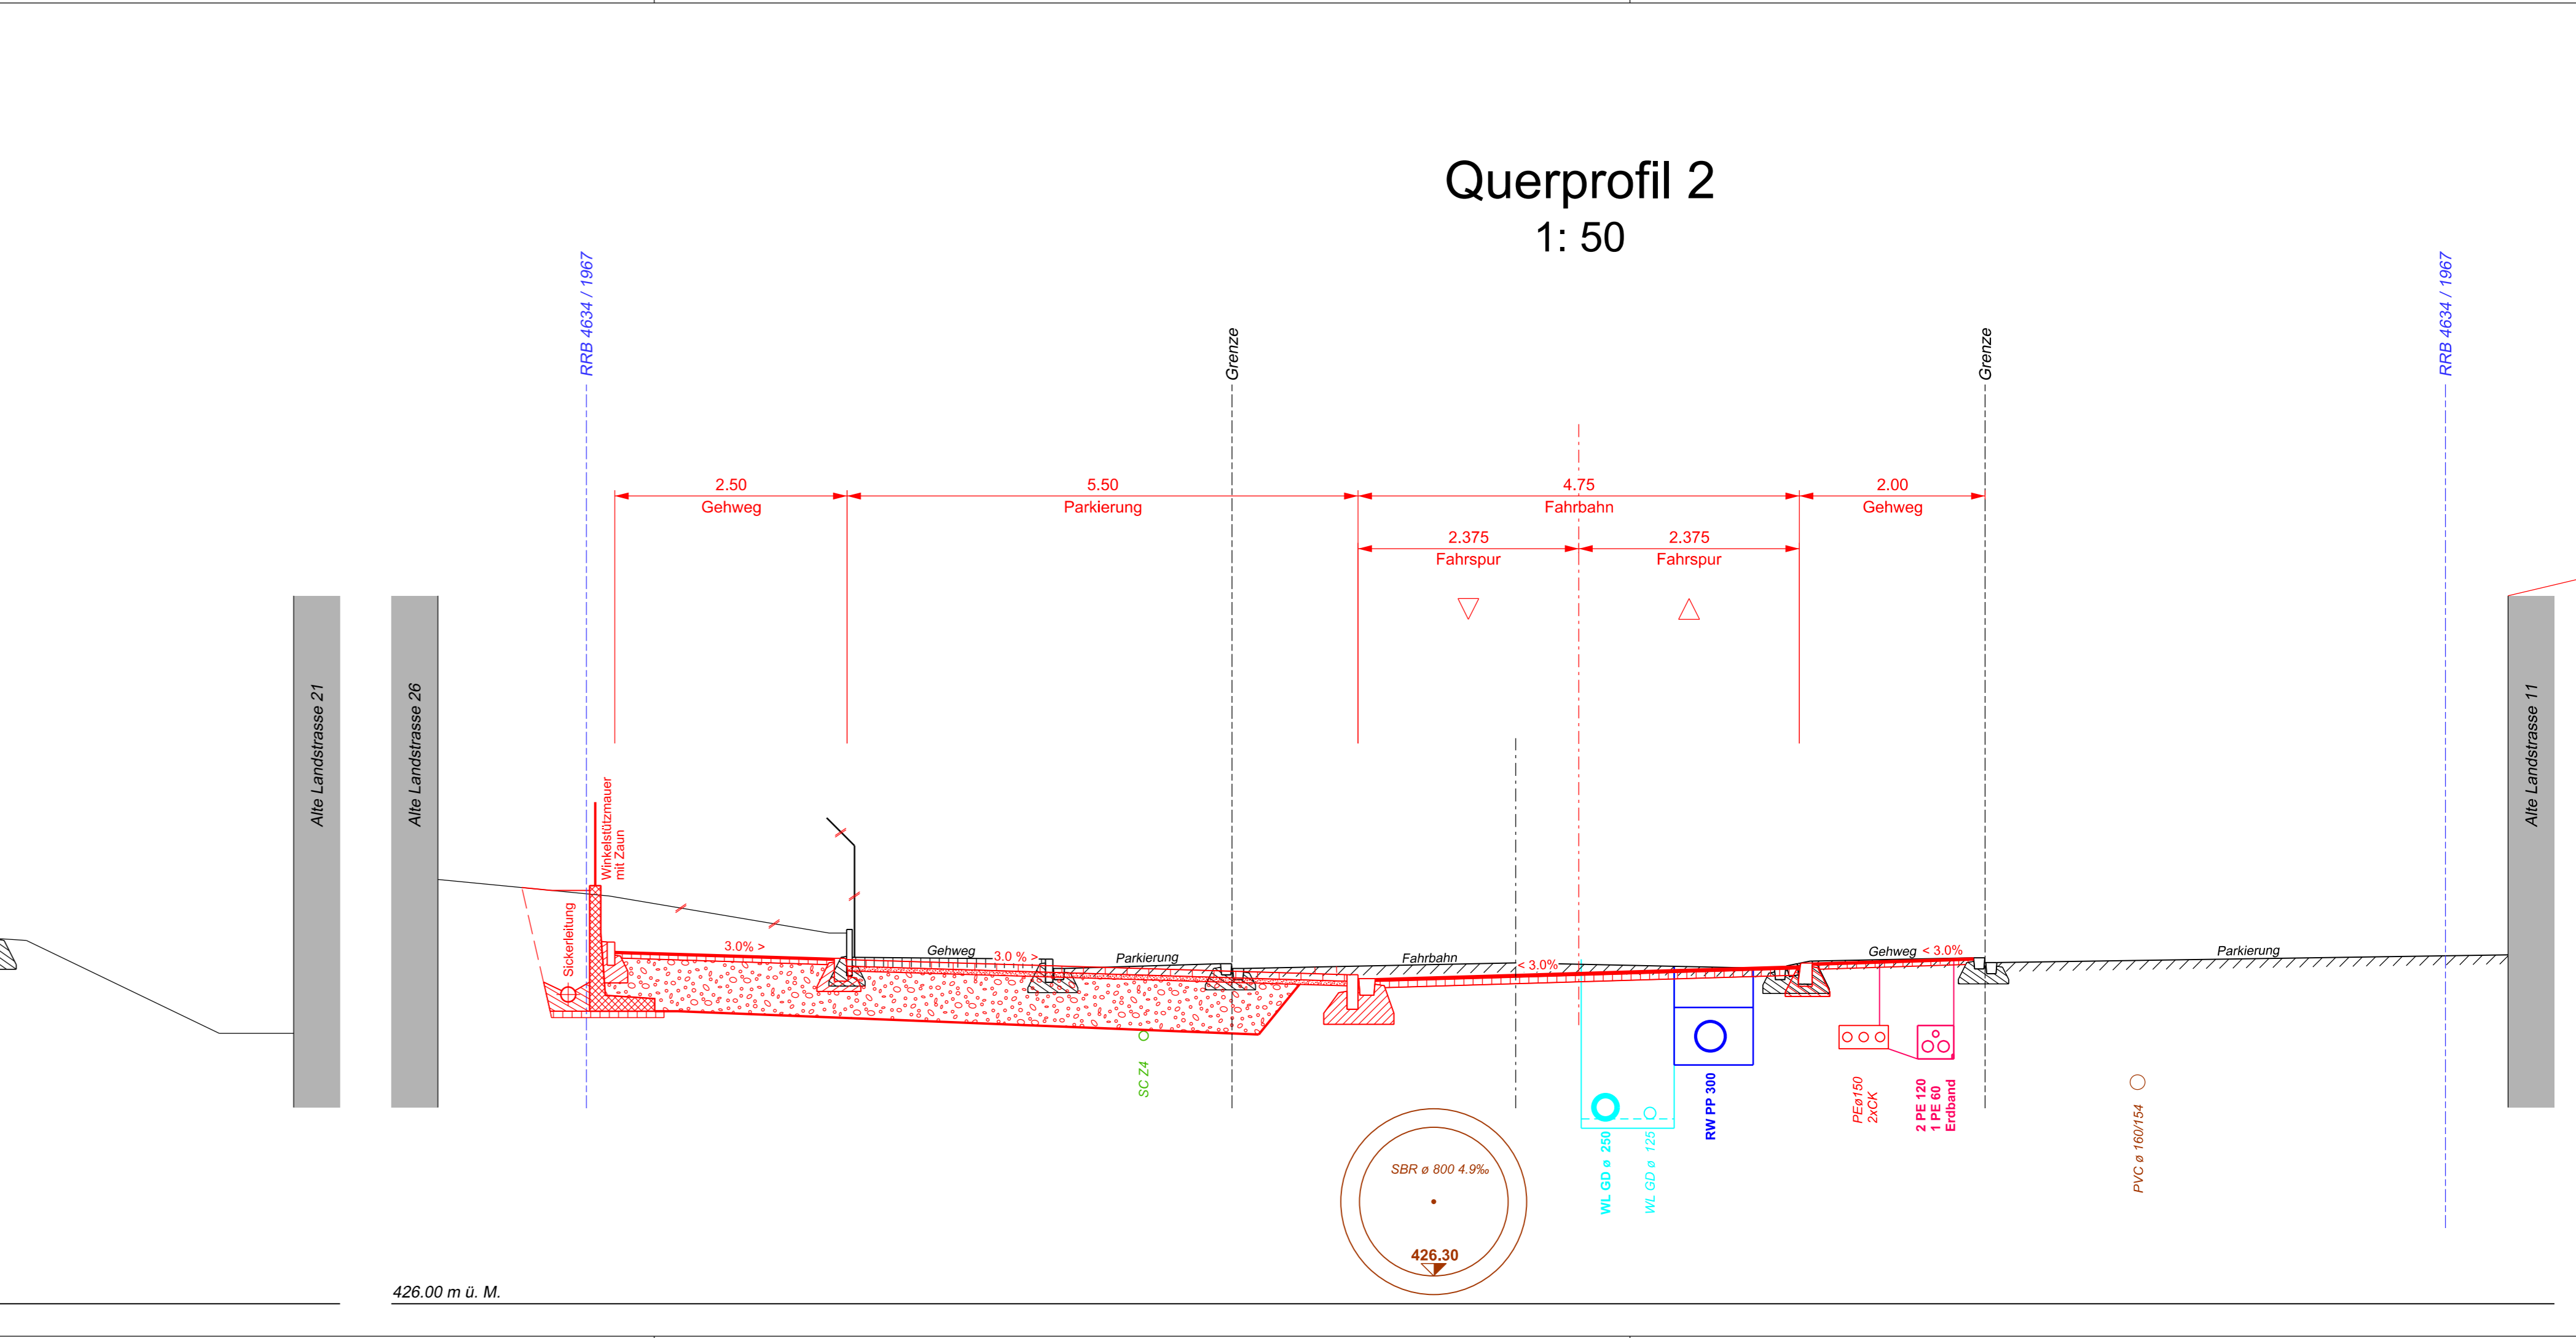 Querprofil 2
1: 50
RRB 4634 / 1967
Grenze
Grenze
RRB 4634 / 1967
2.50
Gehweg
5.50
Parkierung
4.75
Fahrbahn
2.00
Gehweg
2.375
Fahrspur
2.375
Fahrspur
Alte Landstrasse 21
Alte Landstrasse 26
Alte Landstrasse 11
Winkelstützmauer
mit Zaun
Sickerleitung
3.0% >
Gehweg
3.0 % >
Parkierung
Fahrbahn
< 3.0%
Gehweg
< 3.0%
Parkierung
SC Z4
SBR ø 800 4.9‰
426.30
WL GD ø 250
WL GD ø 125
RW PP 300
PEø150
2xCK
2 PE 120
1 PE 60
Erdband
PVC ø 160/154
426.00 m ü. M.